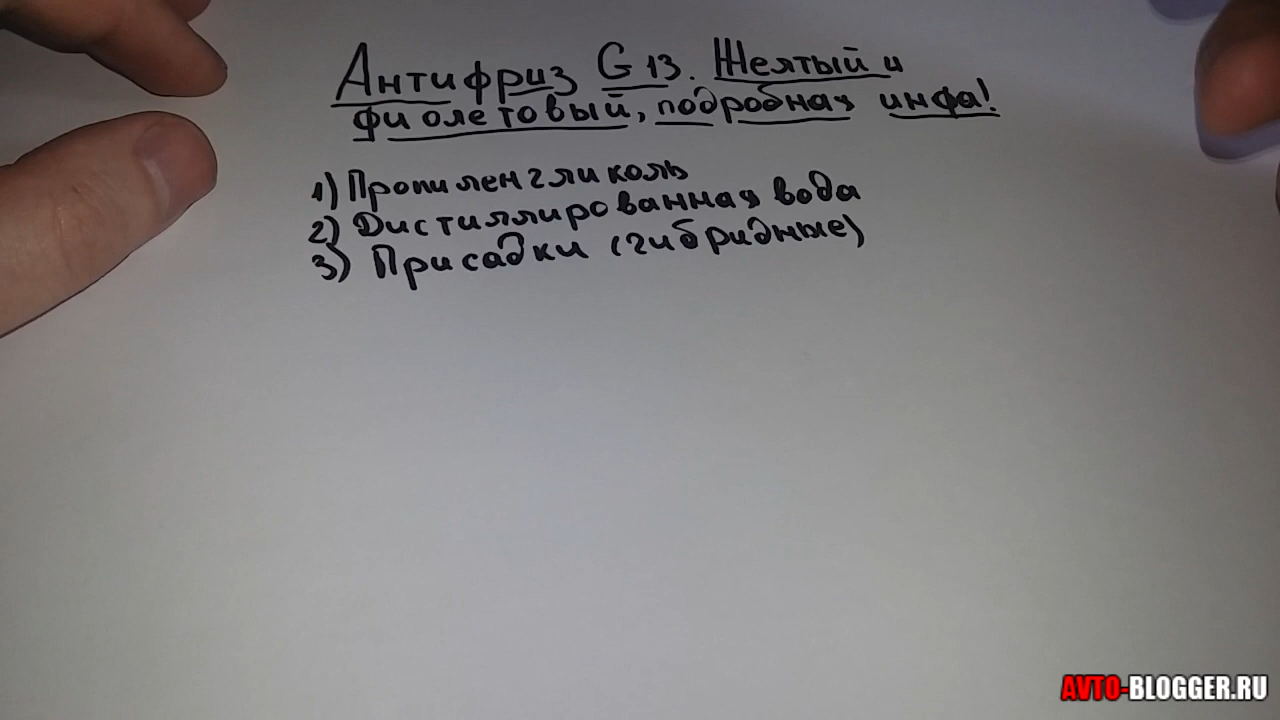 Антифриз G13. Желтый и
фиолетовый, подробная инфа!
1) Пропиленгликоль
2) Дистиллированная вода
3) Присадки (гибридные)
AVTO-BLOGGER.RU